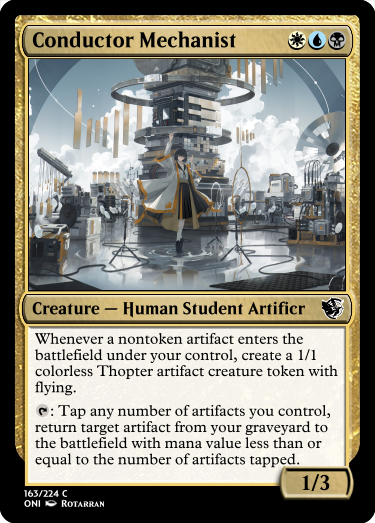 Conductor Mechanist
Creature — Human Student Artificr
Whenever a nontoken artifact enters the
battlefield under your control, create a 1/1
colorless Thopter artifact creature token with
flying.
: Tap any number of artifacts you control,
return target artifact from your graveyard to
the battlefield with mana value less than or
equal to the number of artifacts tapped.
1/3
163/224 C
ONI Rotarran